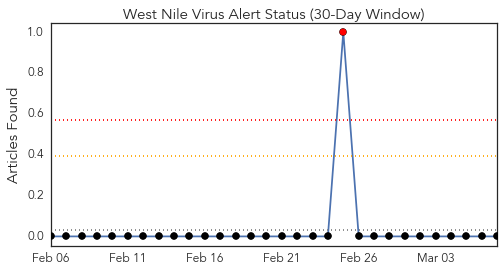 West Nile Virus Alert Status (30-Day Window)
Articles Found
1.0
0.8
0.6
0.4
0.2
0.0
Feb 06 Feb 11 Feb 16 Feb 21 Feb 26 Mar 03